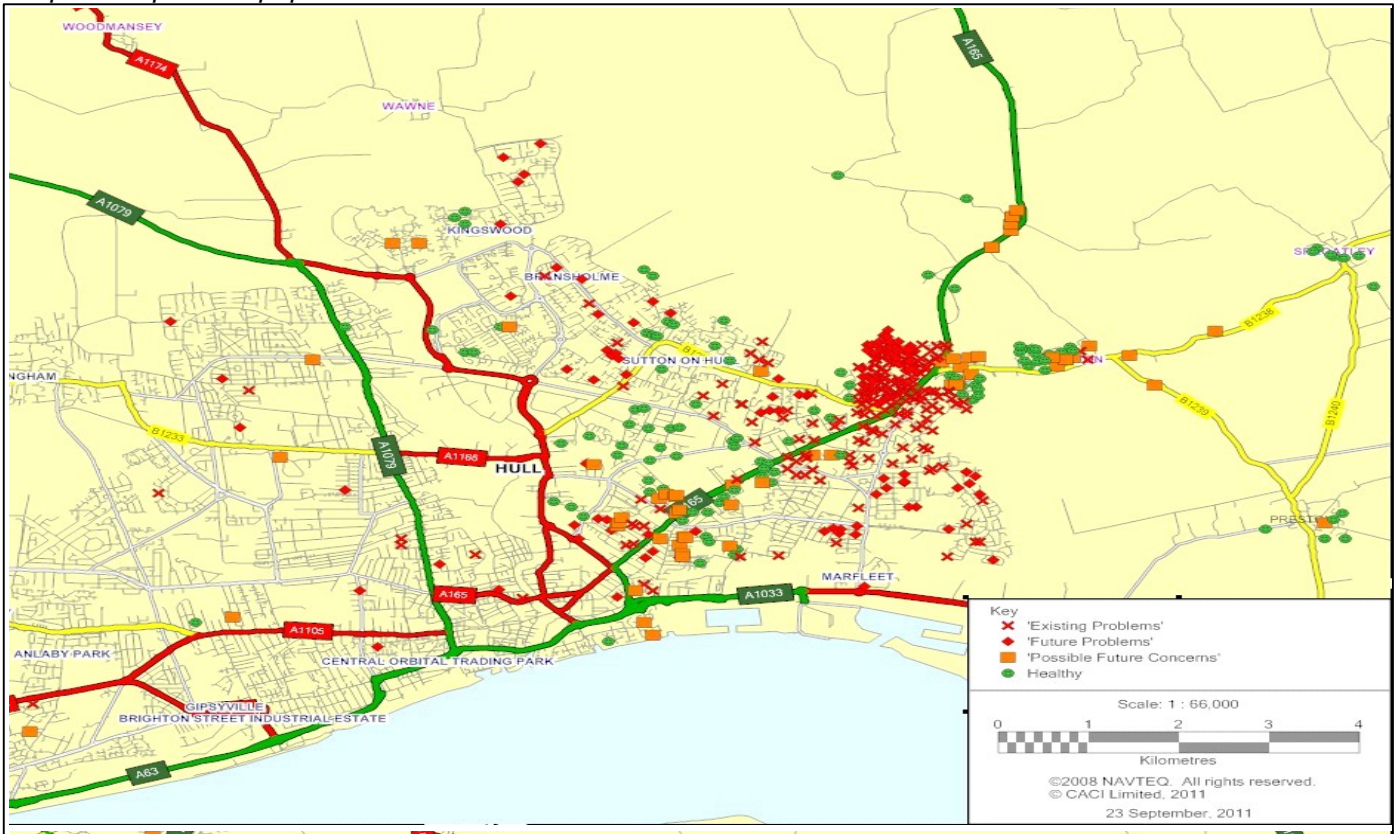 WOODMANSEY
A1174
A165
WAWNE
A1079
KINGSWOOD
BRANSHOLME
B1238
SUTTON ON HU
NGHAM
B1239
B1240
B1233
A1079
A1165
HULL
PRESTON
MARFLEET
A165
A1033
A1105
ANLABY PARK
CENTRAL ORBITAL TRADING PARK
GIPSYVILLE
BRIGHTON STREET INDUSTRIAL ESTATE
A63
Key
'Existing Problems'
'Future Problems'
'Possible Future Concerns'
Healthy
Scale: 1 : 66,000
0 1 2 3 4
Kilometres
©2008 NAVTEQ. All rights reserved.
© CACI Limited, 2011
23 September, 2011